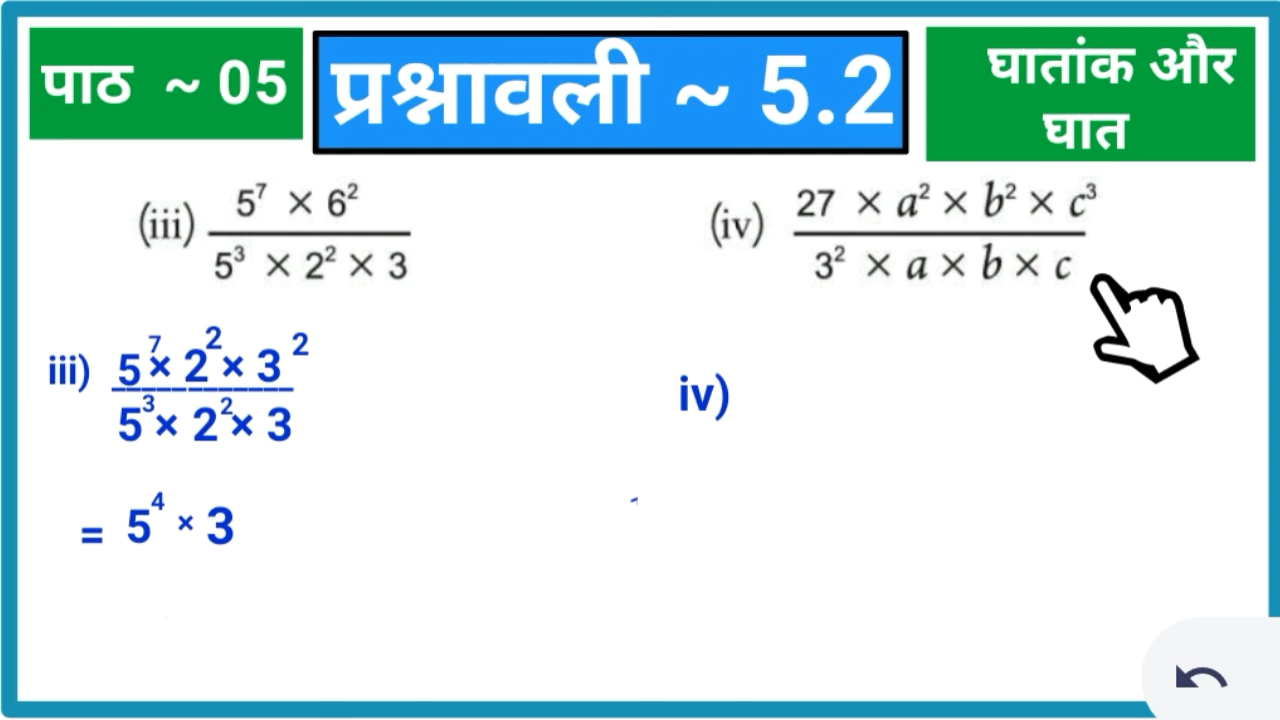 पाठ ~ 05
प्रश्नावली ~ 5.2
घातांक और
घात
(iii) 5⁷ × 6²
5³ × 2² × 3
(iv) 27 × a² × b² × c³
3² × a × b × c
iii) 5⁷ × 2² × 3²
5³ × 2² × 3
= 5⁴ × 3
iv)